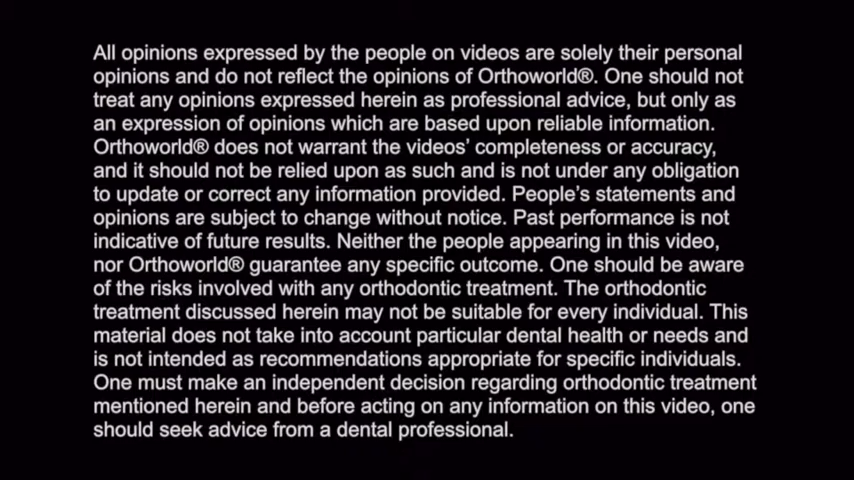 All opinions expressed by the people on videos are solely their personal
opinions and do not reflect the opinions of Orthoworld®. One should not
treat any opinions expressed herein as professional advice, but only as
an expression of opinions which are based upon reliable information.
Orthoworld® does not warrant the videos’ completeness or accuracy,
and it should not be relied upon as such and is not under any obligation
to update or correct any information provided. People’s statements and
opinions are subject to change without notice. Past performance is not
indicative of future results. Neither the people appearing in this video,
nor Orthoworld® guarantee any specific outcome. One should be aware
of the risks involved with any orthodontic treatment. The orthodontic
treatment discussed herein may not be suitable for every individual. This
material does not take into account particular dental health or needs and
is not intended as recommendations appropriate for specific individuals.
One must make an independent decision regarding orthodontic treatment
mentioned herein and before acting on any information on this video, one
should seek advice from a dental professional.